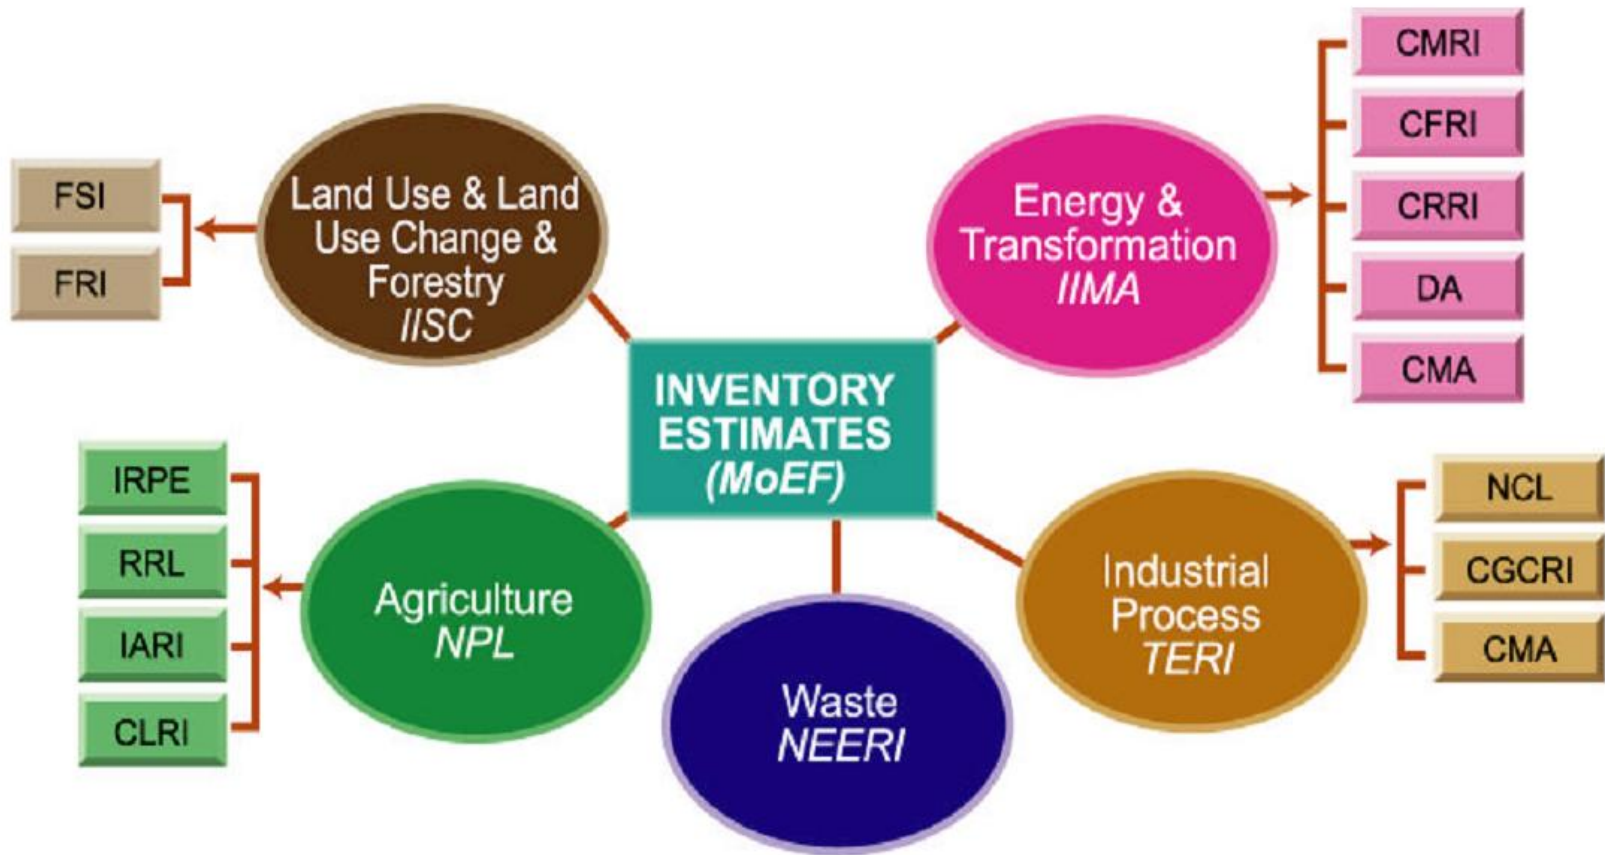 FSI
FRI
Land Use & Land
Use Change &
Forestry
IISC
Energy &
Transformation
IIMA
CMRI
CFRI
CRRI
DA
CMA
INVENTORY
ESTIMATES
(MoEF)
IRPE
RRL
IARI
CLRI
Agriculture
NPL
Waste
NEERI
Industrial
Process
TERI
NCL
CGCRI
CMA